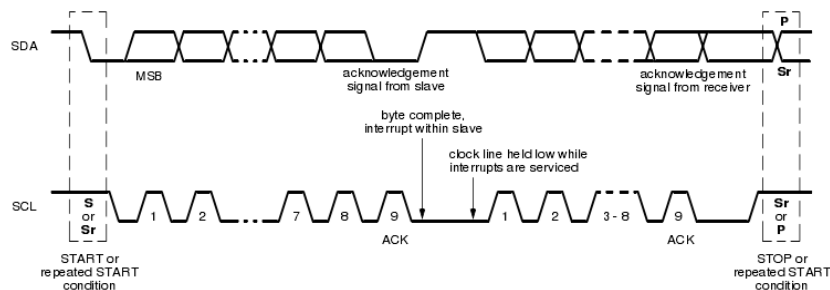 P
SDA
MSB
acknowledgement
signal from slave
acknowledgement
signal from receiver
Sr
byte complete,
interrupt within slave
clock line held low while
interrupts are serviced
SCL
S
or
Sr
1
2
7
8
9
1
2
3 - 8
9
Sr
or
P
ACK
ACK
START or
repeated START
condition
STOP or
repeated START
condition